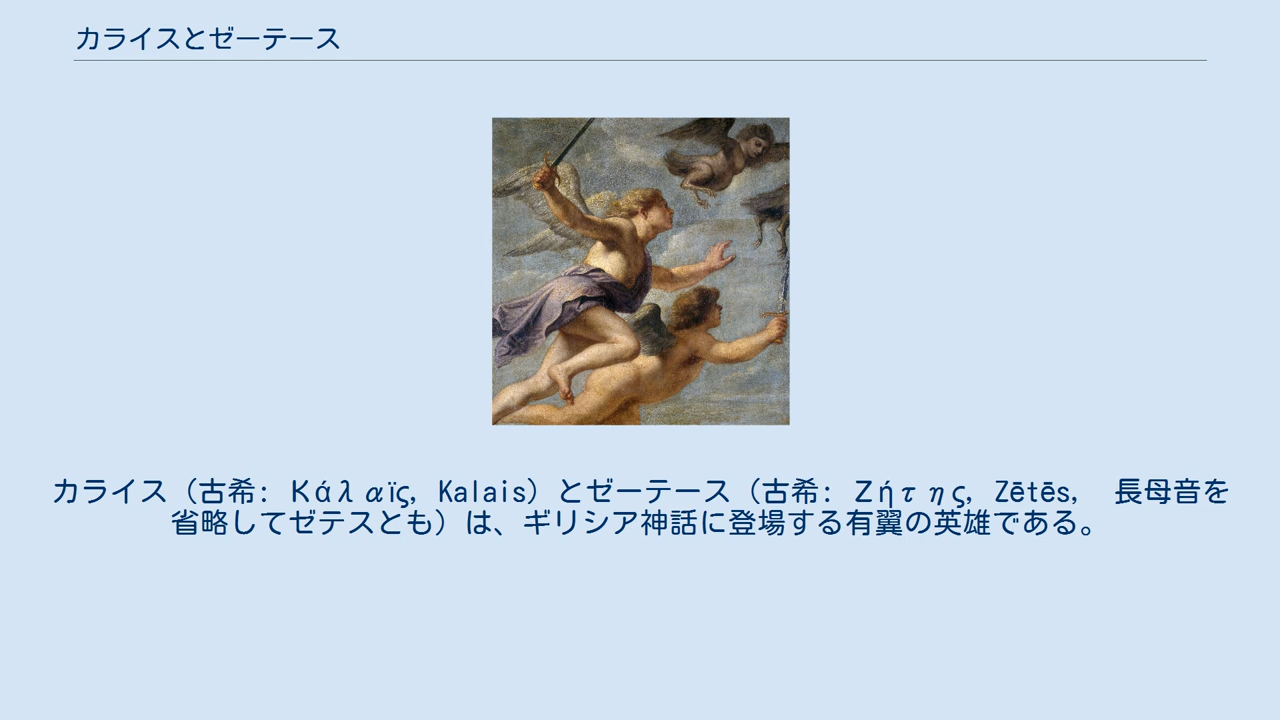 カライスとゼーテース
カライス（古希: Κάλαϊς, Kalais）とゼーテース（古希: Ζήτης, Zētēs, 長母音を
省略してゼテスとも）は、ギリシア神話に登場する有翼の英雄である。